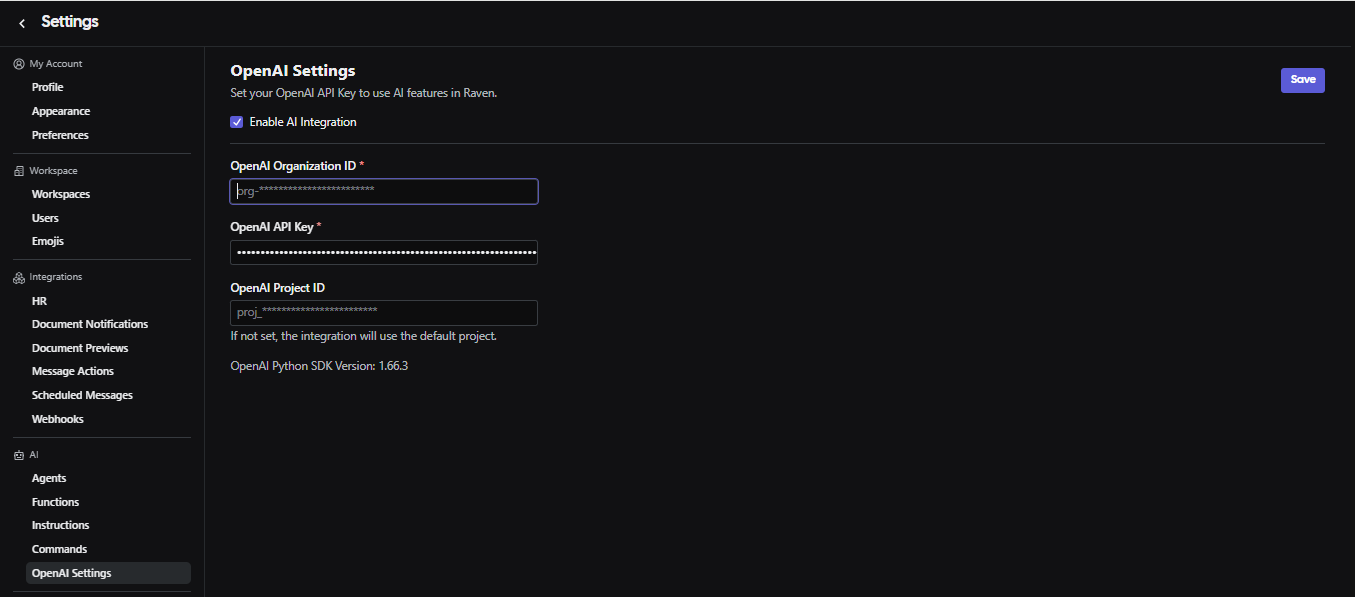 Settings
My Account
Profile
Appearance
Preferences
Workspace
Workspaces
Users
Emojis
Integrations
HR
Document Notifications
Document Previews
Message Actions
Scheduled Messages
Webhooks
AI
Agents
Functions
Instructions
Commands
OpenAI Settings
OpenAI Settings
Save
Set your OpenAI API Key to use AI features in Raven.
Enable AI Integration
OpenAI Organization ID *
org-************************
OpenAI API Key *
••••••••••••••••••••••••••••••••••••••••••••••••••••••••••••••
OpenAI Project ID
proj_************************
If not set, the integration will use the default project.
OpenAI Python SDK Version: 1.66.3